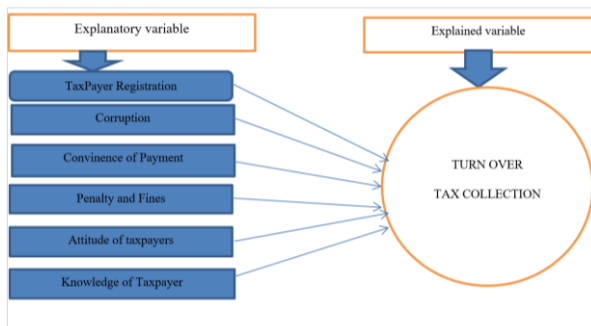 Explanatory variable
Explained variable
TaxPayer Registration
Corruption
Convinence of Payment
Penalty and Fines
Attitude of taxpayers
Knowledge of Taxpayer
TURN OVER
TAX COLLECTION